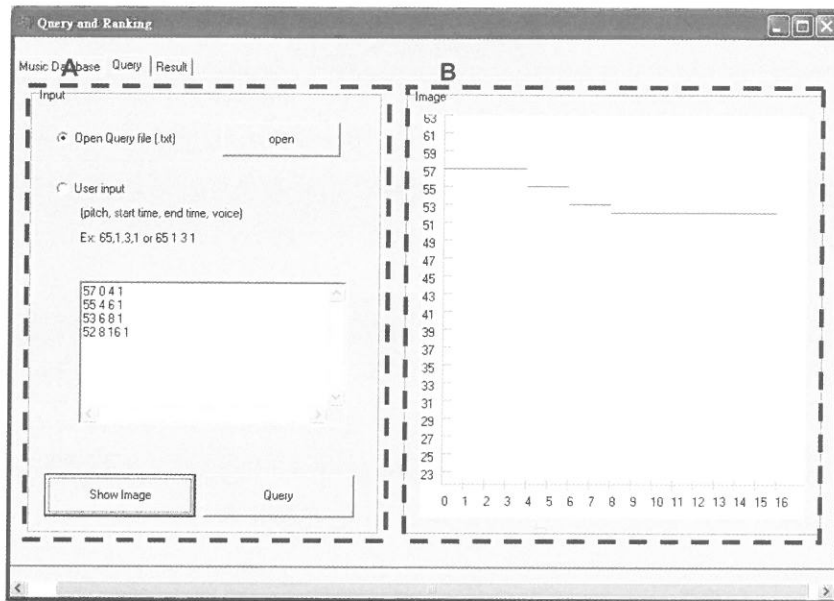 Query and Ranking
Music Database Query Result
A
B
Input
Open Query file (.txt)
open
User input
(pitch, start time, end time, voice)
Ex: 65,1,3,1 or 65 1 3 1
57 0 4 1
55 4 6 1
53 6 8 1
52 8 16 1
Show Image
Query
Image
63
61
59
57
55
53
51
49
47
45
43
41
39
37
35
33
31
29
27
25
23
0 1 2 3 4 5 6 7 8 9 10 11 12 13 14 15 16